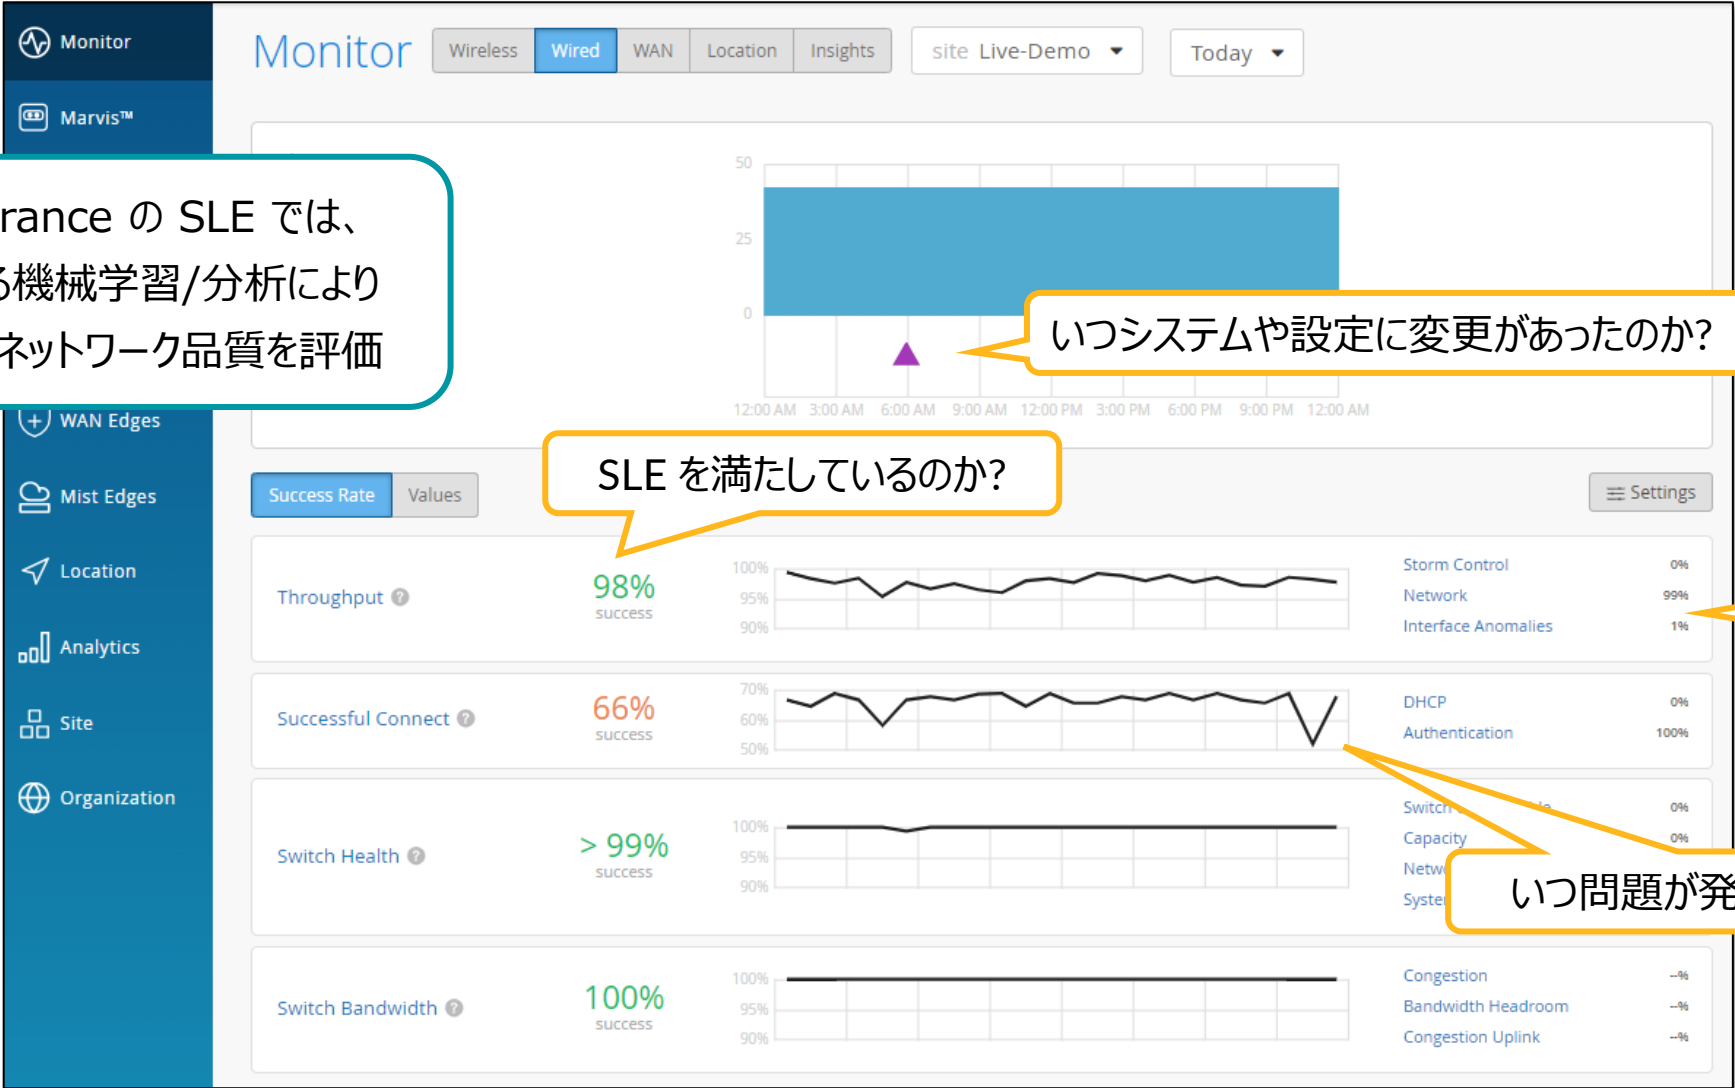 Monitor
Marvis™
WAN Edges
Mist Edges
Location
Analytics
Site
Organization
Monitor
Wireless
Wired
WAN
Location
Insights
site Live-Demo
Today
rance の SLE では、
る機械学習/分析により
ネットワーク品質を評価
50
25
0
いつシステムや設定に変更があったのか?
12:00 AM 3:00 AM 6:00 AM 9:00 AM 12:00 PM 3:00 PM 6:00 PM 9:00 PM 12:00 AM
SLE を満たしているのか?
Success Rate
Values
Settings
Throughput
98%
success
100%
95%
90%
Storm Control 0%
Network 99%
Interface Anomalies 1%
Successful Connect
66%
success
70%
60%
50%
DHCP 0%
Authentication 100%
Switch Health
> 99%
success
100%
95%
90%
Switch 0%
Capacity 0%
Netw
Syste
いつ問題が発
Switch Bandwidth
100%
success
100%
95%
90%
Congestion --%
Bandwidth Headroom --%
Congestion Uplink --%